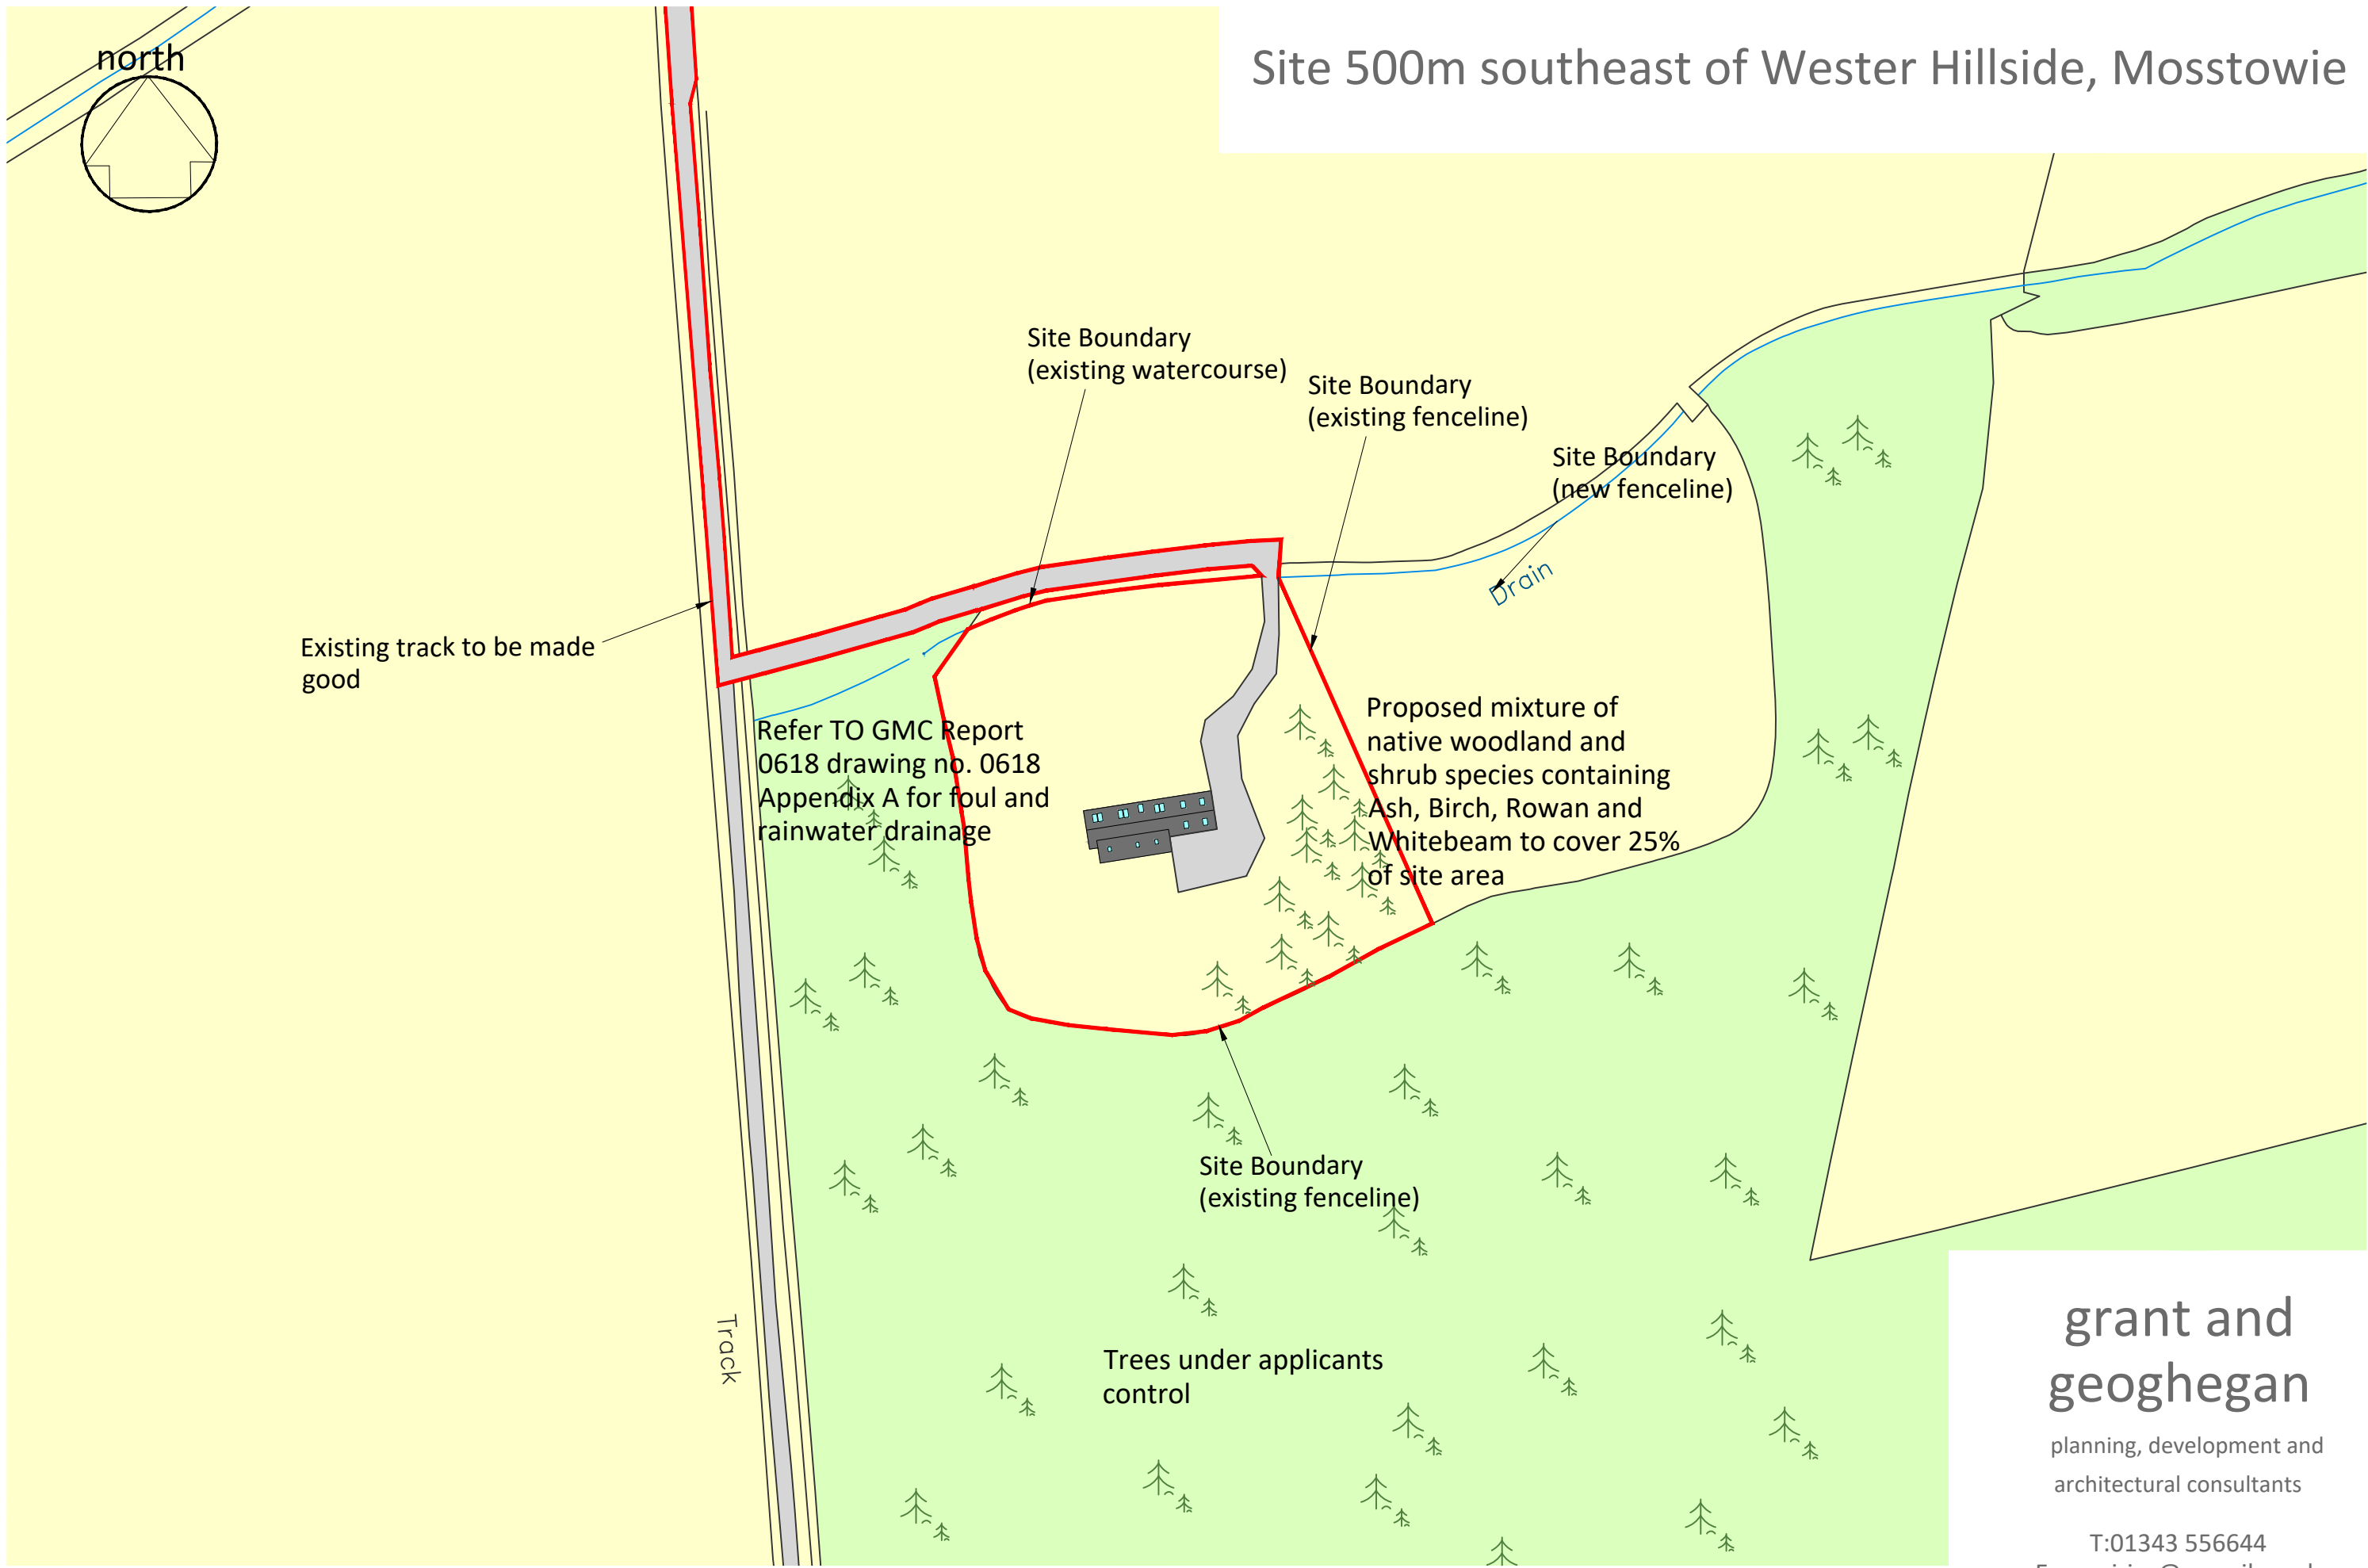 north
Site 500m southeast of Wester Hillside, Mosstowie
Site Boundary
(existing watercourse)
Site Boundary
(existing fenceline)
Site Boundary
(new fenceline)
Drain
Existing track to be made
good
Refer TO GMC Report
0618 drawing no. 0618
Appendix A for foul and
rainwater drainage
Proposed mixture of
native woodland and
shrub species containing
Ash, Birch, Rowan and
Whitebeam to cover 25%
of site area
Site Boundary
(existing fenceline)
Track
Trees under applicants
control
grant and
geoghegan
planning, development and
architectural consultants
T:01343 556644